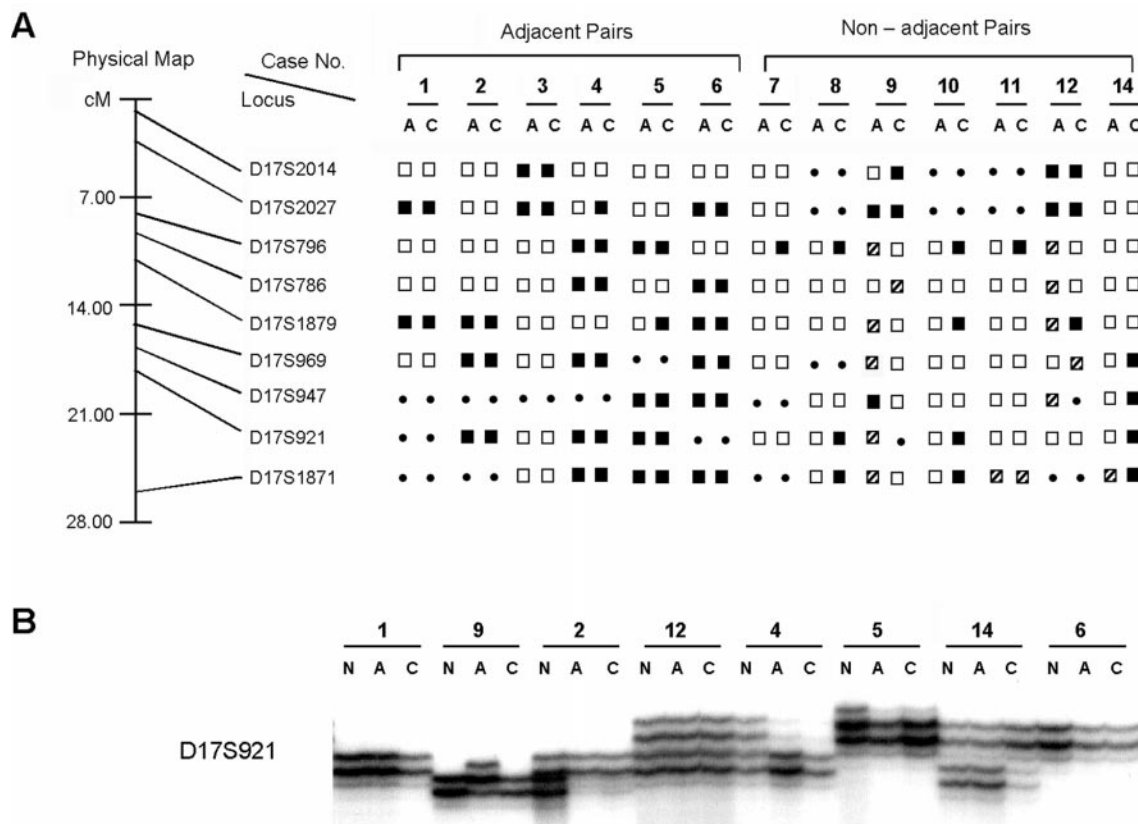 A
Adjacent Pairs
Non – adjacent Pairs
Physical Map
Case No.
cM
Locus
1 2 3 4 5 6 7 8 9 10 11 12 14
A C A C A C A C A C A C A C A C A C A C A C A C A C
D17S2014
7.00
D17S2027
D17S796
D17S786
14.00
D17S1879
D17S969
D17S947
21.00
D17S921
D17S1871
28.00
B
1 9 2 12 4 5 14 6
N A C N A C N A C N A C N A C N A C N A C N A C
D17S921